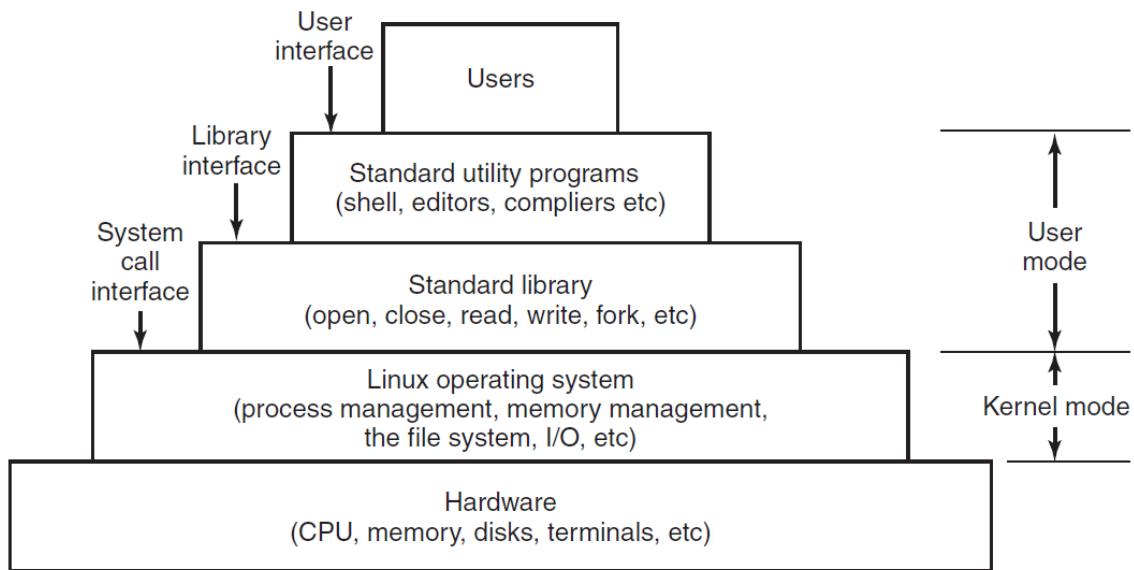 User
interface
Users
Library
interface
Standard utility programs
(shell, editors, compliers etc)
System
call
interface
User
mode
Standard library
(open, close, read, write, fork, etc)
Linux operating system
(process management, memory management,
the file system, I/O, etc)
Kernel mode
Hardware
(CPU, memory, disks, terminals, etc)